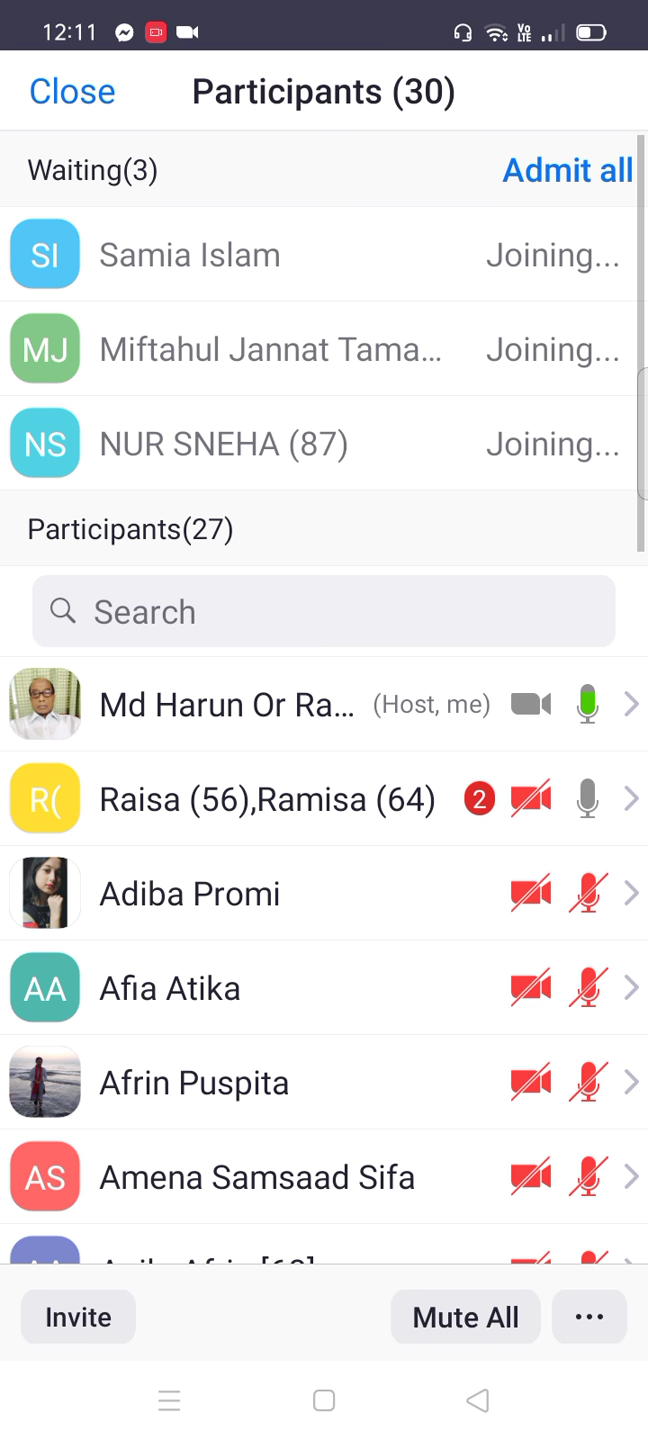 12:11 Vo LTE
Close Participants (30)
Waiting(3) Admit all
SI Samia Islam Joining...
MJ Miftahul Jannat Tama... Joining...
NS NUR SNEHA (87) Joining...
Participants(27)
Search
Md Harun Or Ra... (Host, me)
R( Raisa (56),Ramisa (64) 2
Adiba Promi
AA Afia Atika
Afrin Puspita
AS Amena Samsaad Sifa
Invite Mute All ...